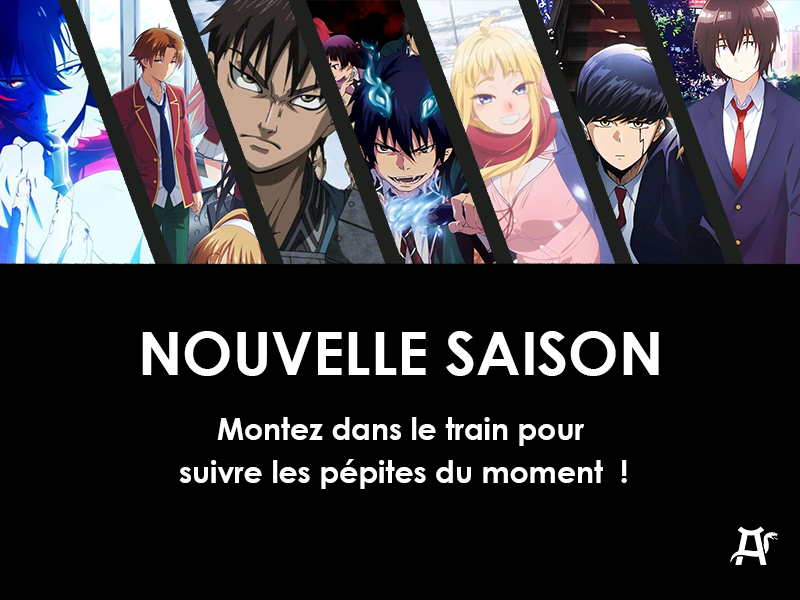 NOUVELLE SAISON
Montez dans le train pour
suivre les pépites du moment !